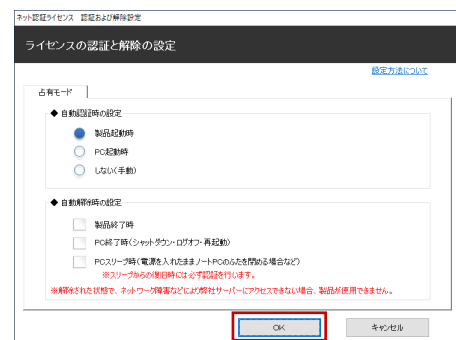 ネット認証ライセンス 認証および解除設定
ライセンスの認証と解除の設定
設定方法について
占有モード
◆ 自動認証時の設定
製品起動時
PC起動時
しない(手動)
◆ 自動解除時の設定
製品終了時
PC終了時(シャットダウン・ログオフ・再起動)
PCスリープ時(電源を入れたままノートPCのふたを閉める場合など)
※スリープからの復旧時には必ず認証を行います。
※解除された状態で、ネットワーク障害などにより弊社サーバーにアクセスできない場合、製品が使用できません。
OK
キャンセル